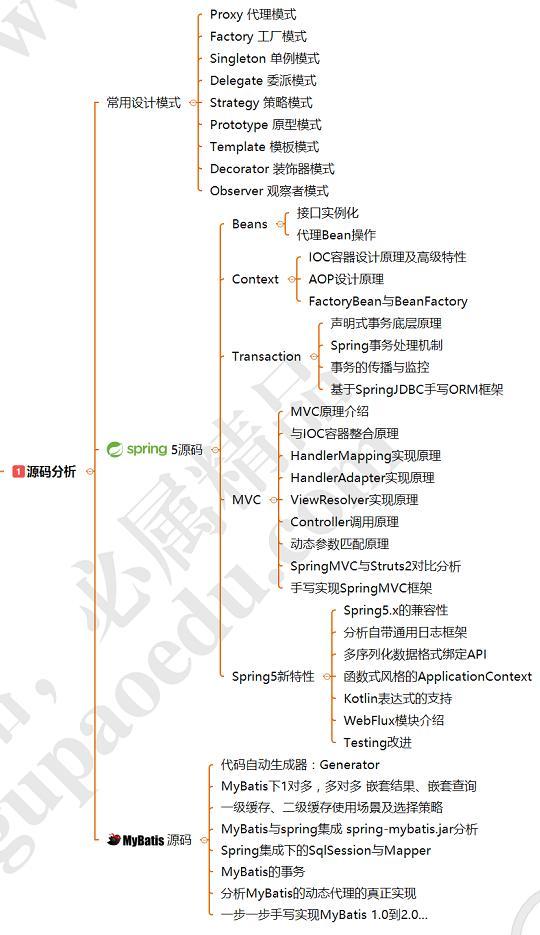 Proxy 代理模式
Factory 工厂模式
Singleton 单例模式
Delegate 委派模式
常用设计模式
Strategy 策略模式
Prototype 原型模式
Template 模板模式
Decorator 装饰器模式
Observer 观察者模式
Beans
接口实例化
代理Bean操作
Context
IOC容器设计原理及高级特性
AOP设计原理
FactoryBean与BeanFactory
Transaction
声明式事务底层原理
Spring事务处理机制
事务的传播与监控
基于SpringJDBC手写ORM框架
1 源码分析
spring 5源码
MVC
MVC原理介绍
与IOC容器整合原理
HandlerMapping实现原理
HandlerAdapter实现原理
ViewResolver实现原理
Controller调用原理
动态参数匹配原理
SpringMVC与Struts2对比分析
手写实现SpringMVC框架
Spring5新特性
Spring5.x的兼容性
分析自带通用日志框架
多序列化数据格式绑定API
函数式风格的ApplicationContext
Kotlin表达式的支持
WebFlux模块介绍
Testing改进
MyBatis 源码
代码自动生成器：Generator
MyBatis下1对多，多对多 嵌套结果、嵌套查询
一级缓存、二级缓存使用场景及选择策略
MyBatis与spring集成 spring-mybatis.jar分析
Spring集成下的SqlSession与Mapper
MyBatis的事务
分析MyBatis的动态代理的真正实现
一步一步手写实现MyBatis 1.0到2.0...
必属精品
gupaoedu.com